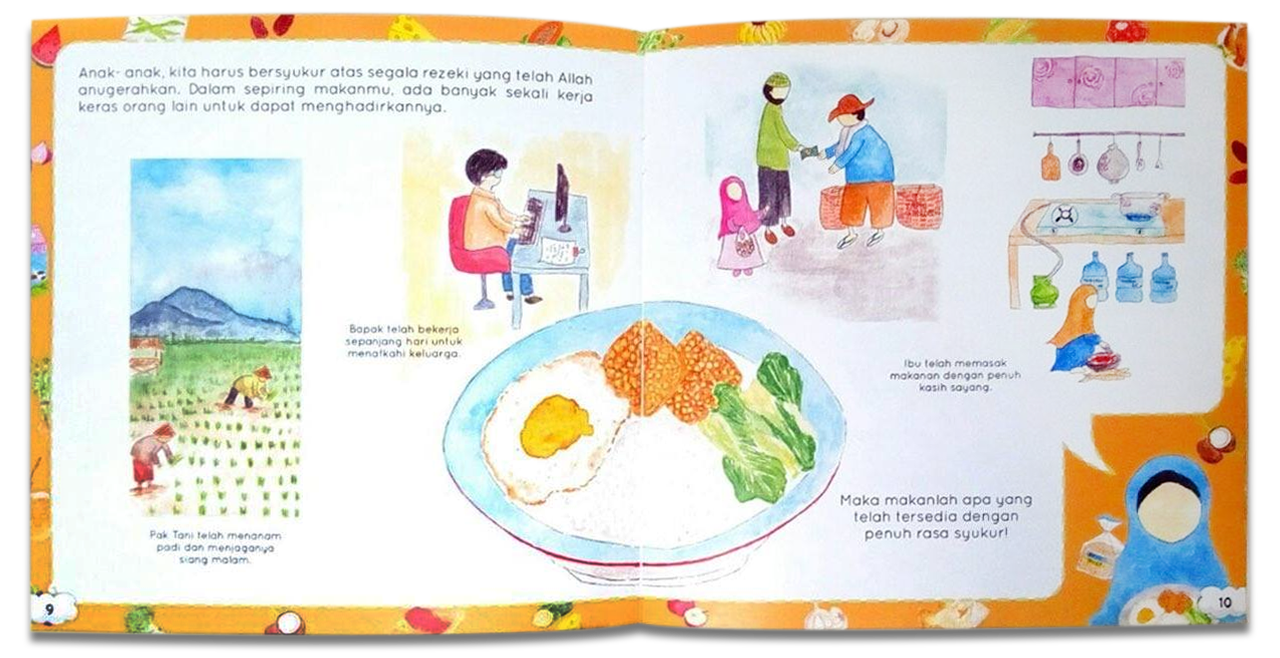 Anak- anak, kita harus bersyukur atas segala rezeki yang telah Allah
anugerahkan. Dalam sepiring makanmu, ada banyak sekali kerja
keras orang lain untuk dapat menghadirkannya.
Bapak telah bekerja
sepanjang hari untuk
menafkahi keluarga.
Pak Tani telah menanam
padi dan menjaganya
siang malam.
Ibu telah memasak
makanan dengan penuh
kasih sayang.
Maka makanlah apa yang
telah tersedia dengan
penuh rasa syukur!
9
10